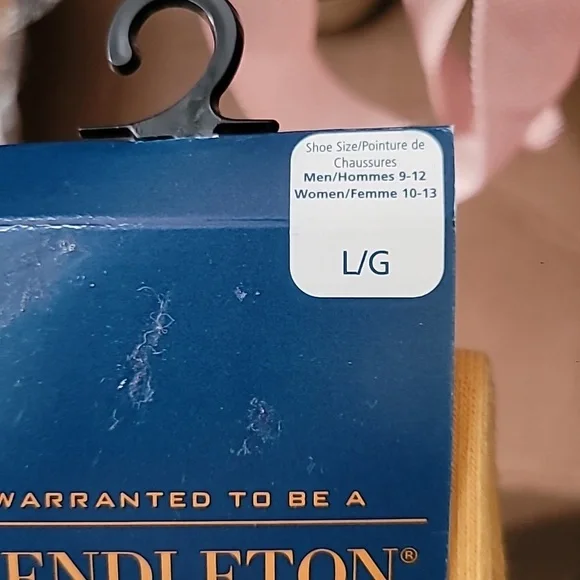 Shoe Size/Pointure de
Chaussures
Men/Hommes 9-12
Women/Femme 10-13
L/G
WARRANTED TO BE A
ENDLETON®